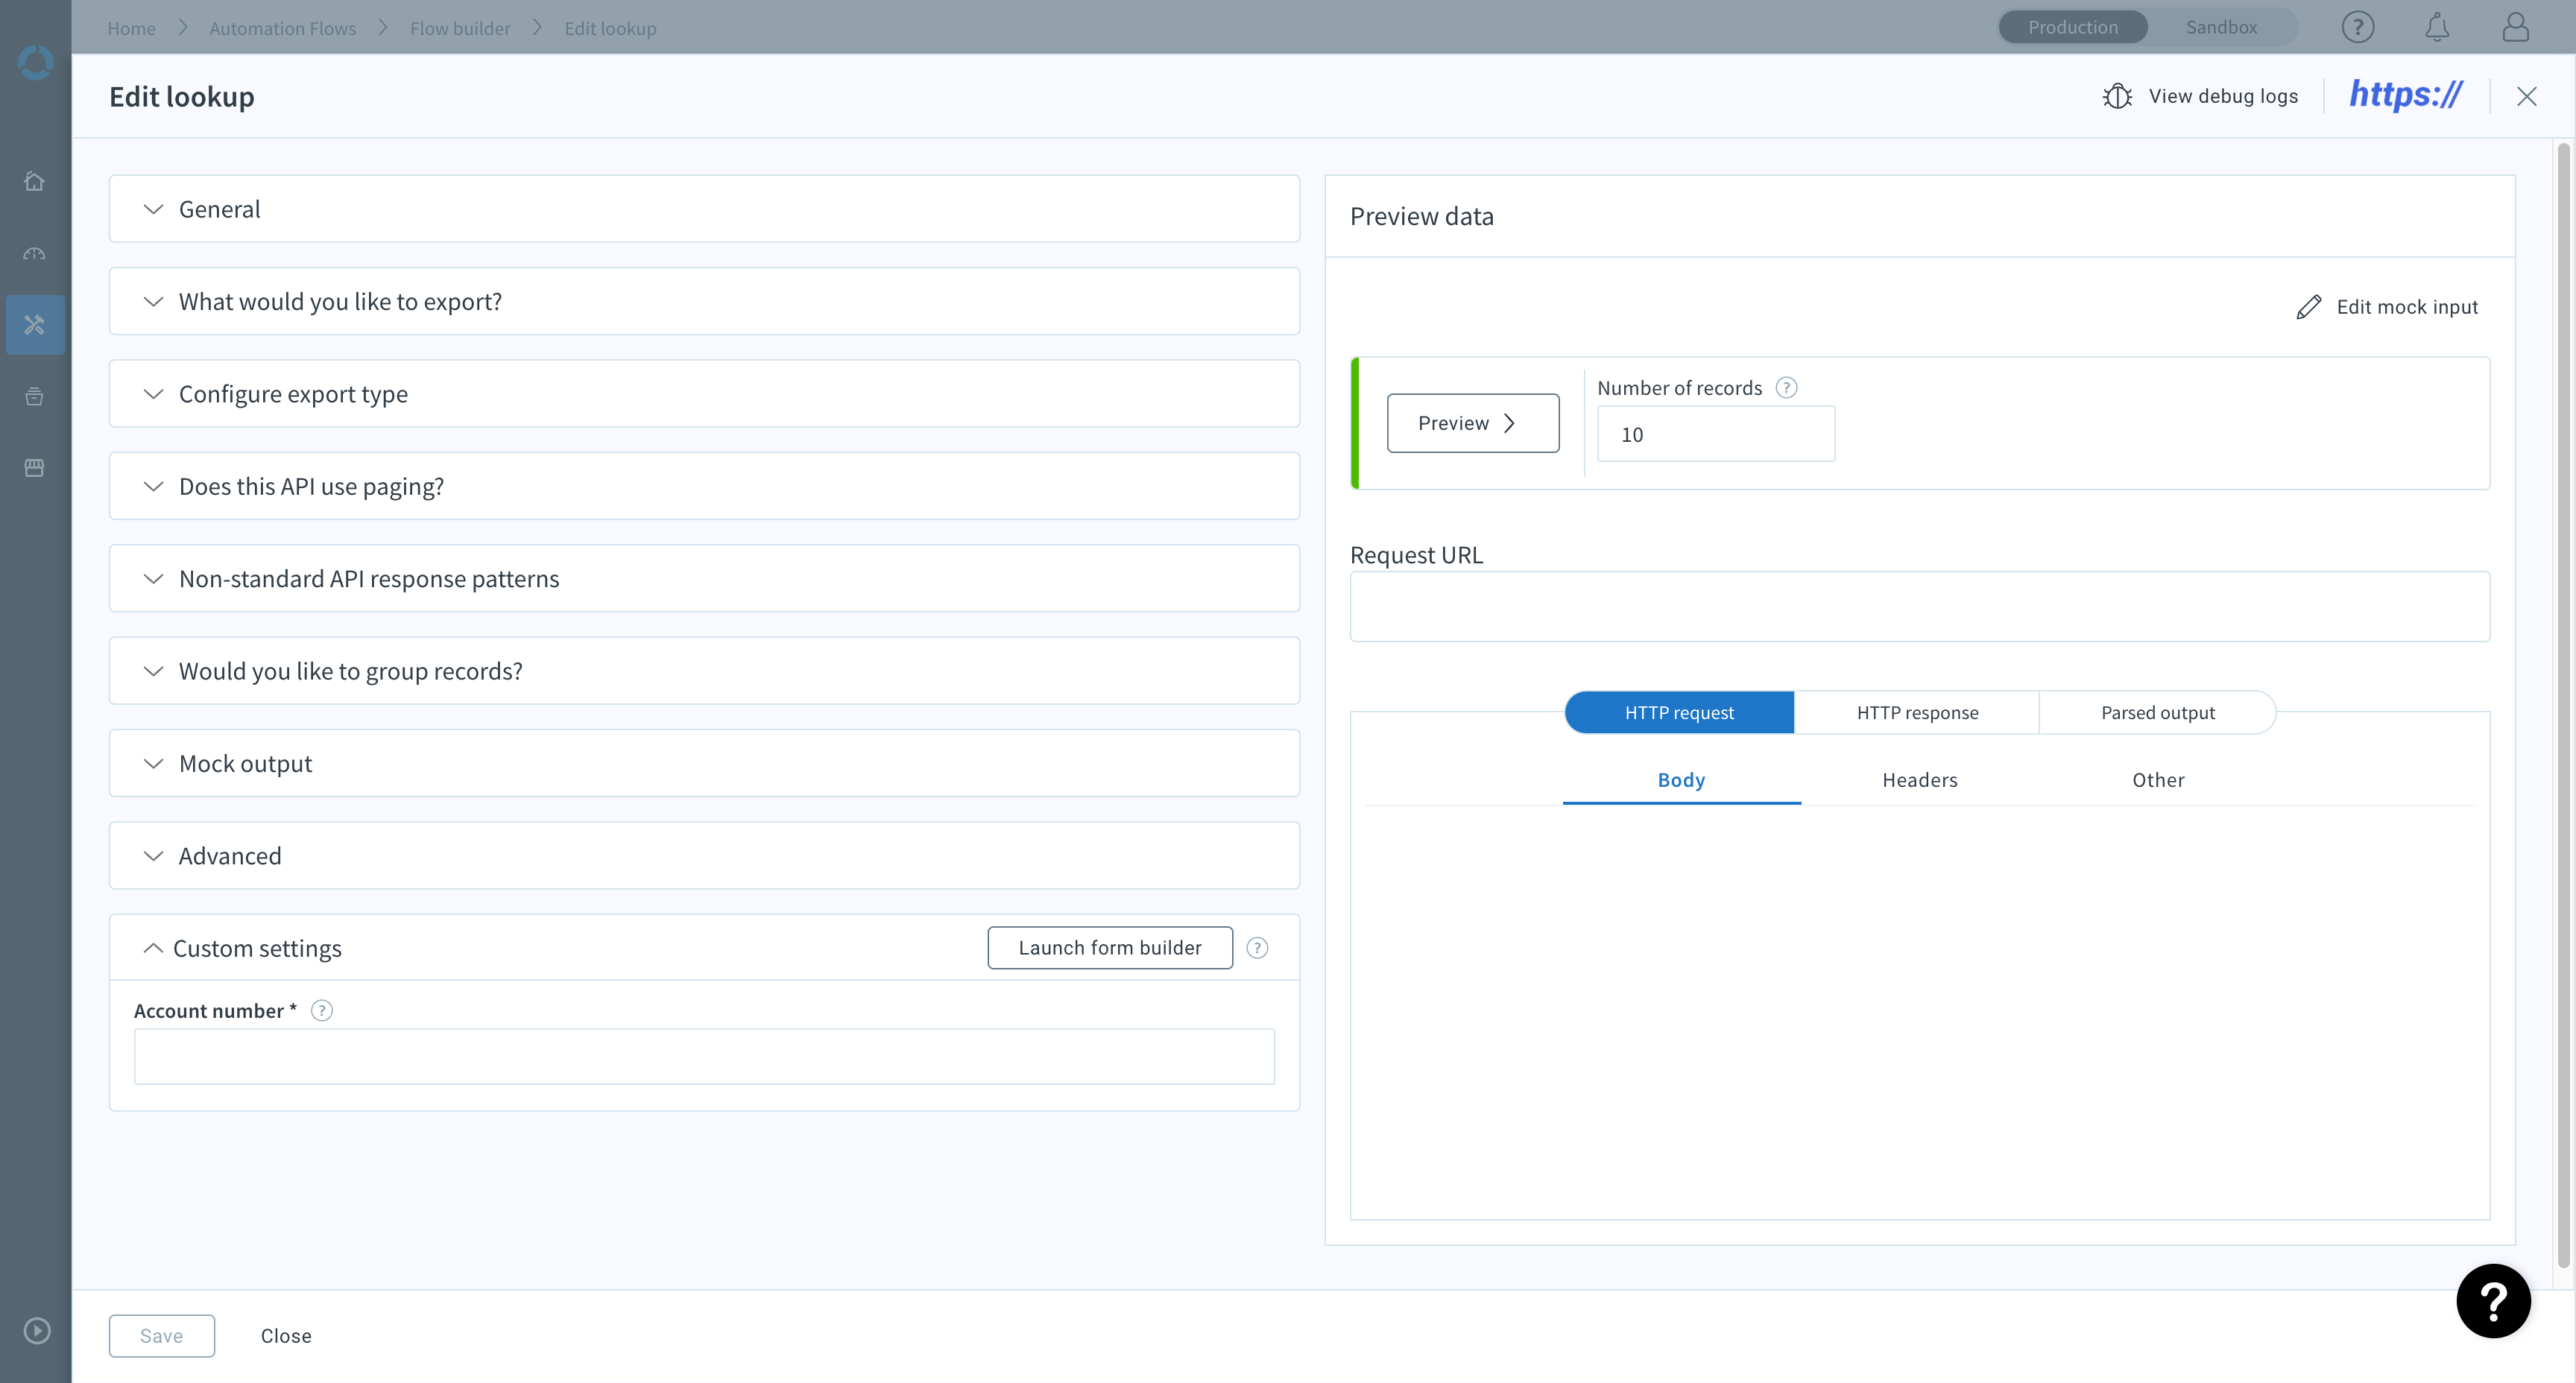 Home > Automation Flows > Flow builder > Edit lookup
Production Sandbox ?
Edit lookup
View debug logs
https://
General
What would you like to export?
Configure export type
Does this API use paging?
Non-standard API response patterns
Would you like to group records?
Mock output
Advanced
Custom settings
Launch form builder ?
Account number * ?
Preview data
Edit mock input
Preview >
Number of records ?
10
Request URL
HTTP request HTTP response Parsed output
Body Headers Other
Save Close
?